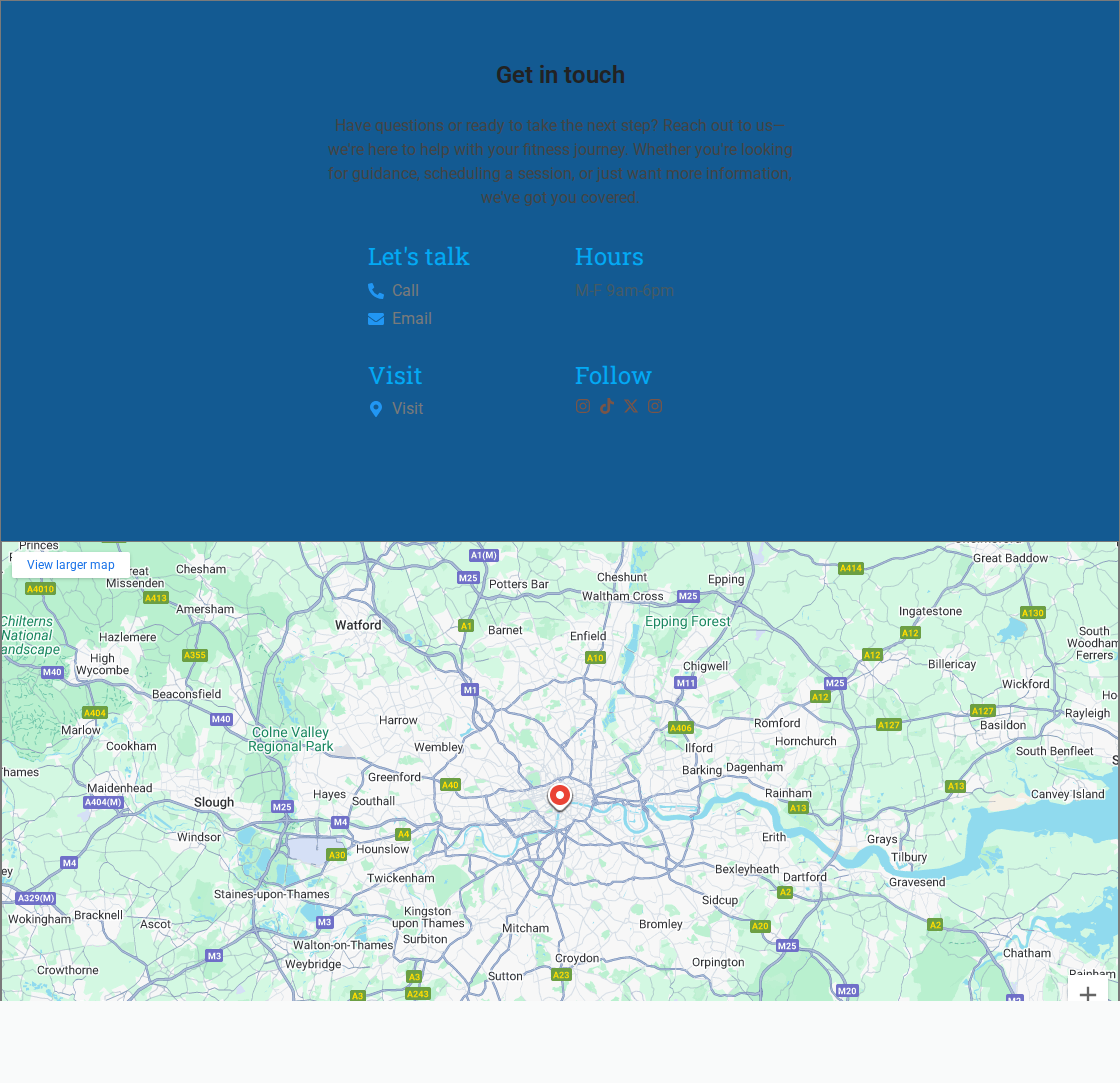 Get in touch
Have questions or ready to take the next step? Reach out to us—
we're here to help with your fitness journey. Whether you're looking
for guidance, scheduling a session, or just want more information,
we've got you covered.
Let's talk
Hours
Call
M-F 9am-6pm
Email
Visit
Follow
Visit
Princes
View larger map
A1(M)
Great Baddow
Chesham
A414
Missenden
M25
Potters Bar
Cheshunt
Epping
A4010
A413
Waltham Cross
M25
Amersham
Ingatestone
A130
Chilterns
National
Landscape
Hazlemere
Watford
A1
Barnet
Enfield
Epping Forest
A12
South
Woodham
Ferrers
High
Wycombe
A355
A10
Chigwell
A12
Billericay
M40
Beaconsfield
M1
M11
M25
A12
Wickford
A404
M40
Marlow
Harrow
A406
Romford
A127
A127
Basildon
Rayleigh
Colne Valley
Regional Park
Cookham
Wembley
Ilford
Hornchurch
South Benfleet
Thames
Greenford
A40
Barking
Dagenham
Maidenhead
A404(M)
Slough
M25
Hayes
Southall
Rainham
A13
A13
Canvey Island
Windsor
M4
A4
Erith
Grays
M4
A30
Hounslow
Tilbury
Twickenham
Bexleyheath
Dartford
Gravesend
A329(M)
Staines-upon-Thames
A2
Wokingham
Bracknell
Ascot
M3
Kingston
upon Thames
Mitcham
Bromley
Sidcup
A20
A2
Surbiton
M3
Walton-on-Thames
M25
Chatham
Weybridge
Croydon
Orpington
Crowthorne
A3
Sutton
A23
Rainham
A3
A243
M20
M2